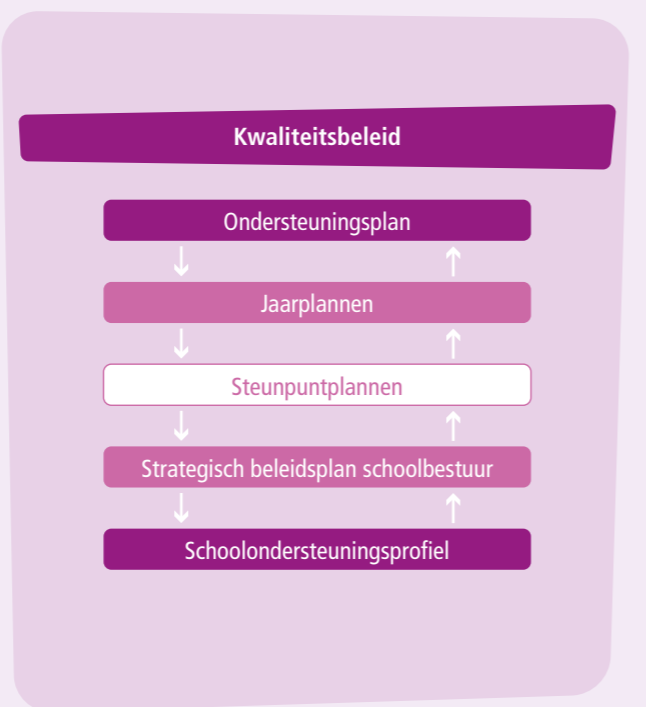 Kwaliteitsbeleid
Ondersteuningsplan
Jaarplannen
Steunpuntplannen
Strategisch beleidsplan schoolbestuur
Schoolondersteuningsprofiel